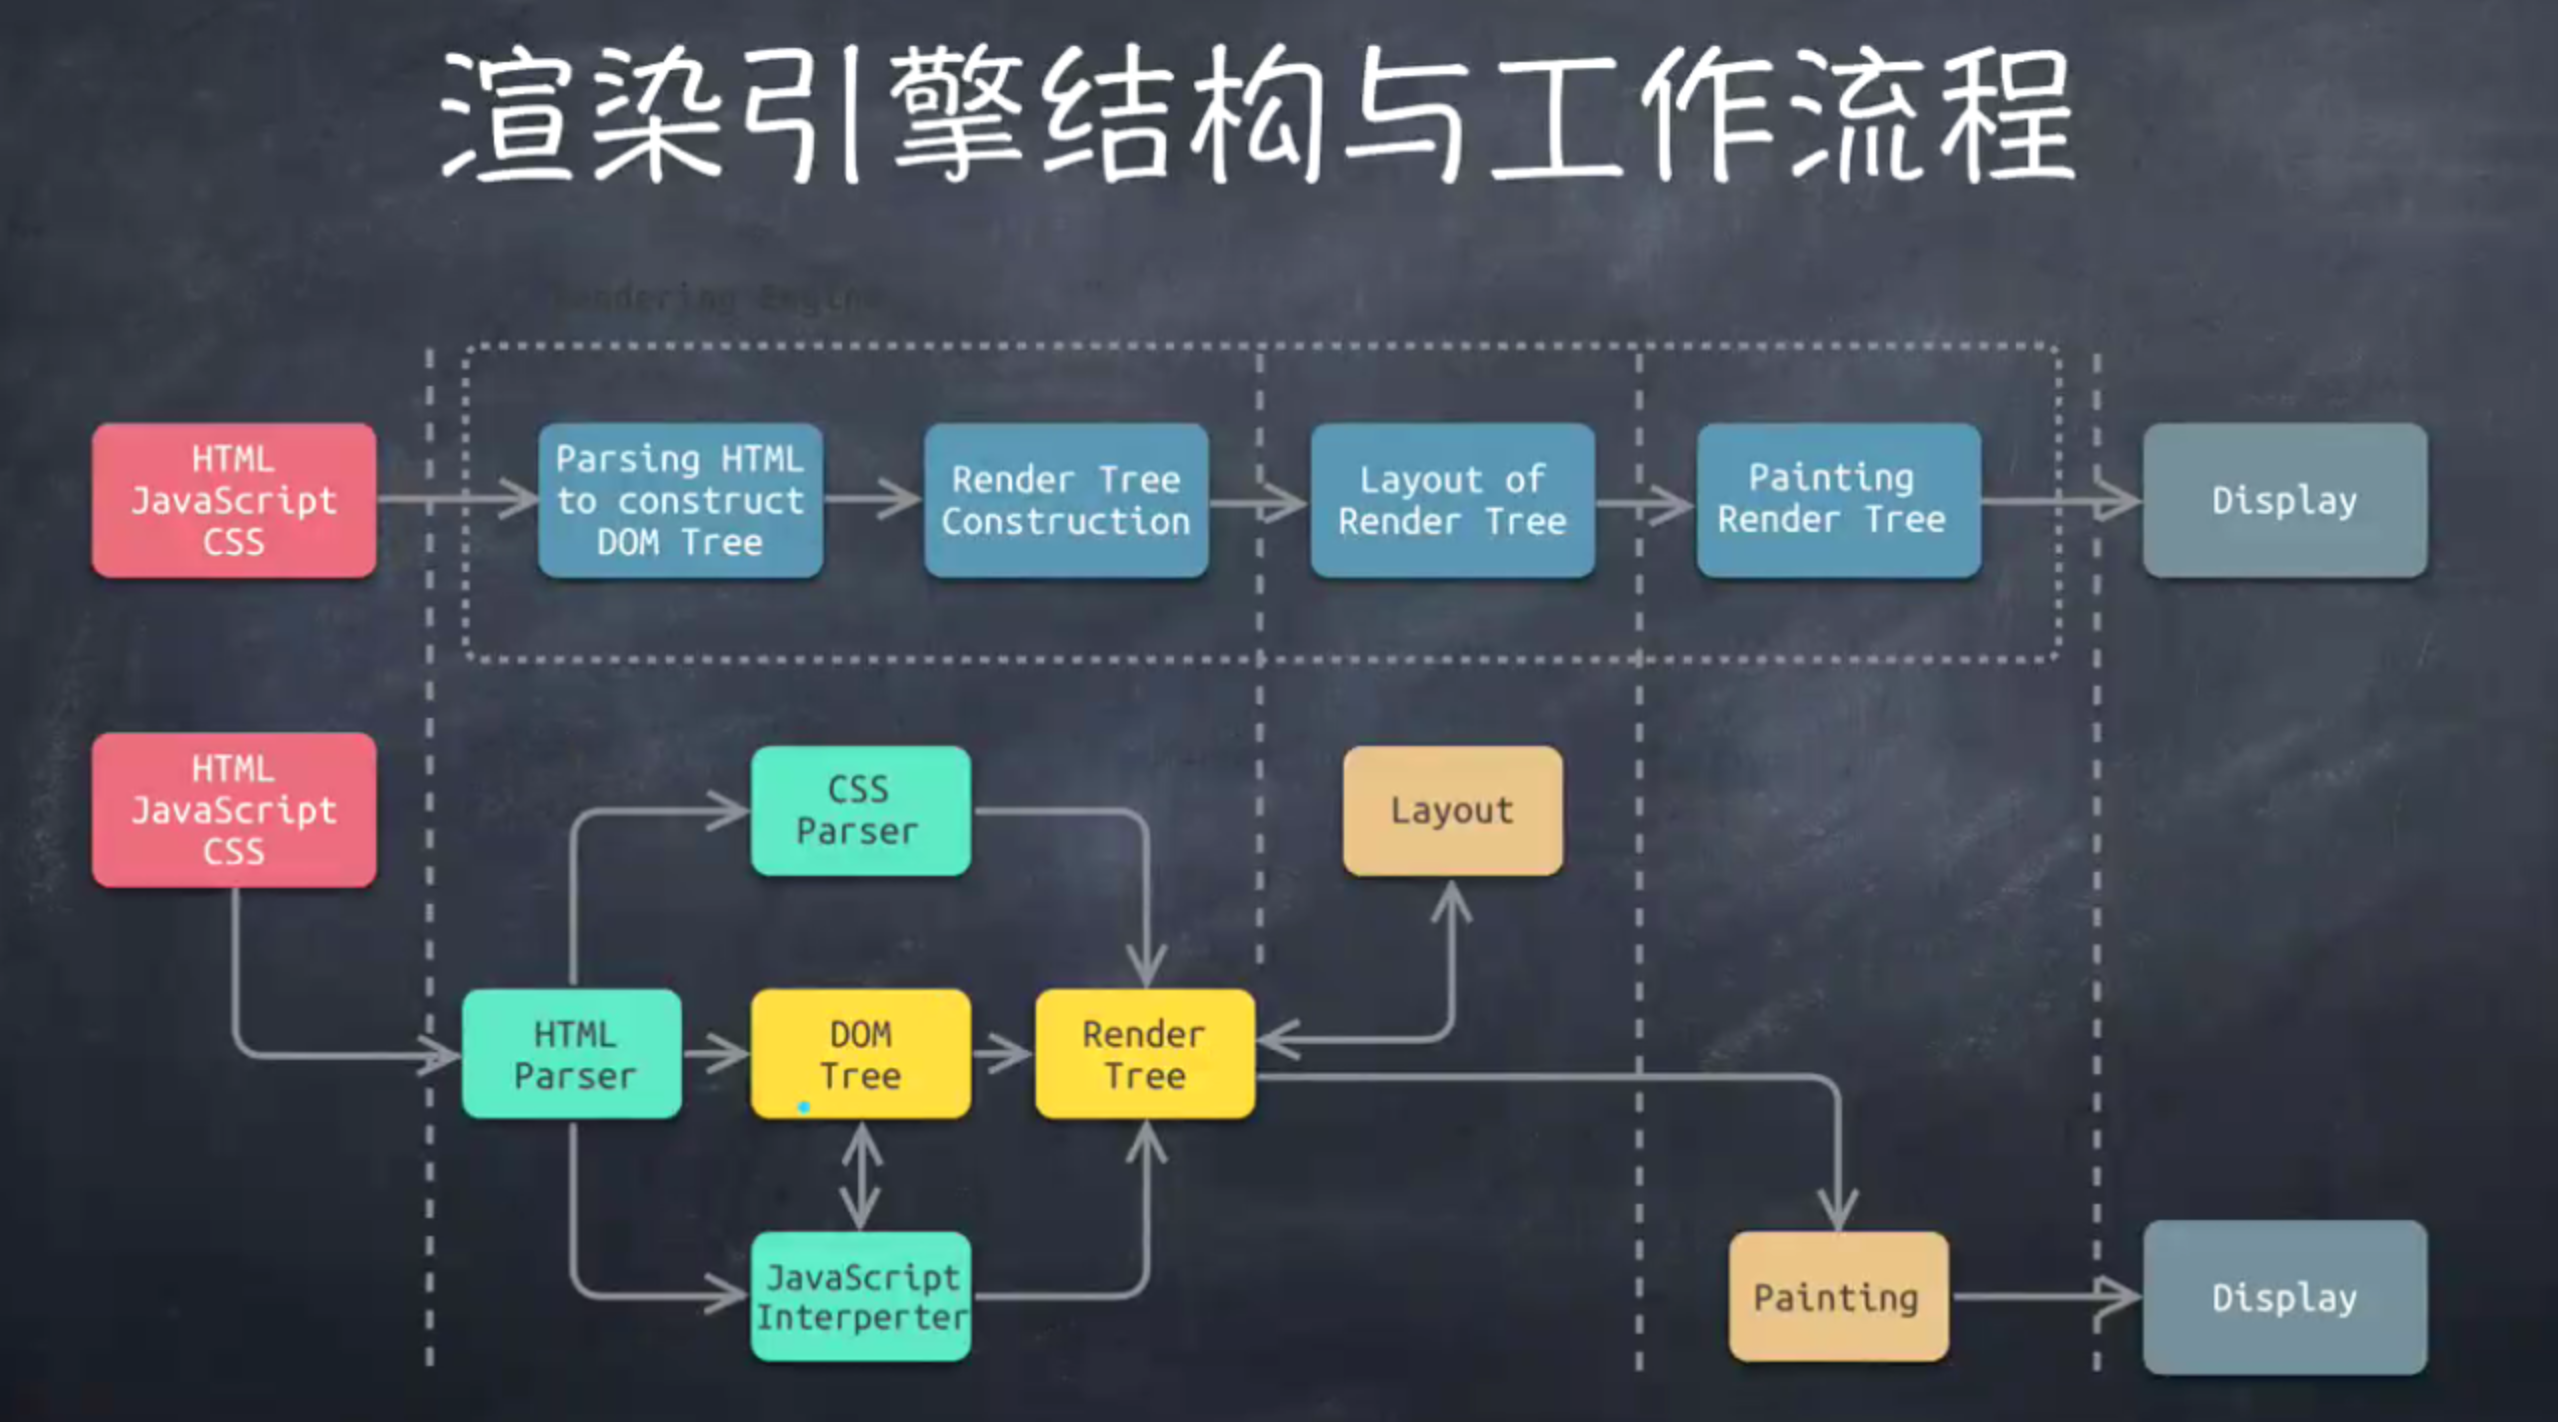 渲染引擎结构与工作流程
Rendering Engine
HTML
JavaScript
CSS
Parsing HTML
to construct
DOM Tree
Render Tree
Construction
Layout of
Render Tree
Painting
Render Tree
Display
HTML
JavaScript
CSS
CSS
Parser
Layout
HTML
Parser
DOM
Tree
Render
Tree
JavaScript
Interperter
Painting
Display